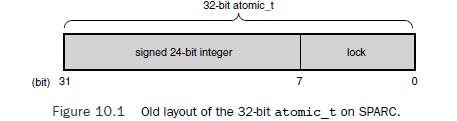 32-bit atomic_t
signed 24-bit integer lock
(bit) 31 7 0
Figure 10.1 Old layout of the 32-bit atomic_t on SPARC.